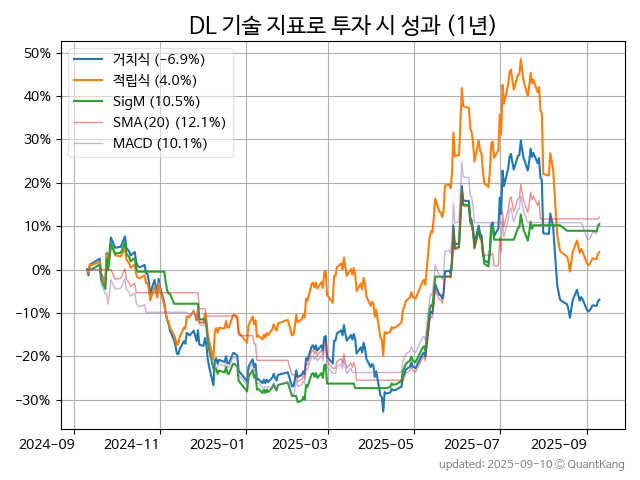 DL 기술 지표로 투자 시 성과 (1년)
거치식 (-6.9%)
적립식 (4.0%)
SigM (10.5%)
SMA(20) (12.1%)
MACD (10.1%)
50%
40%
30%
20%
10%
0%
-10%
-20%
-30%
2024-09
2024-11
2025-01
2025-03
2025-05
2025-07
2025-09
updated: 2025-09-10 © QuantKang